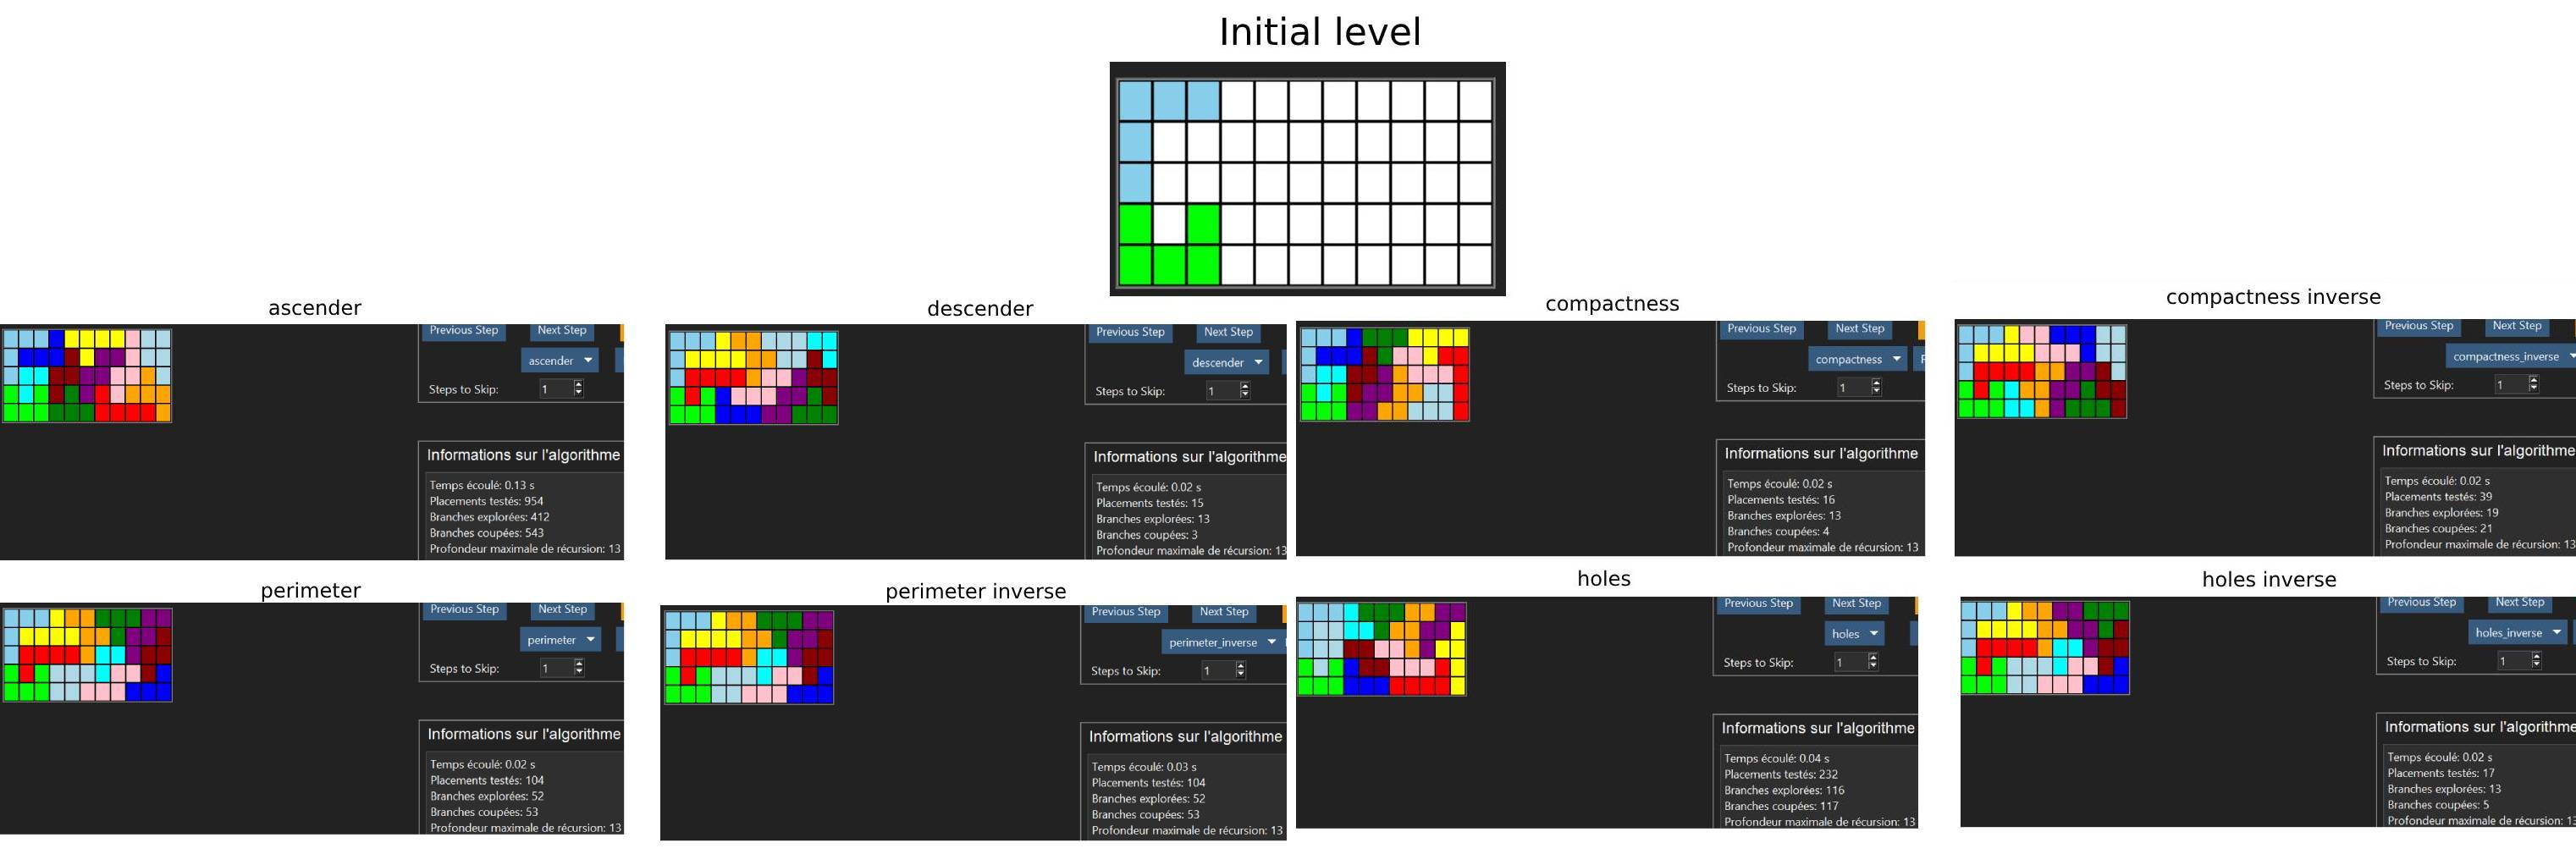 Initial level
ascender
Previous Step
Next Step
ascender
Steps to Skip:
1
Informations sur l'algorithme
Temps écoulé: 0.13 s
Placements testés: 954
Branches explorées: 412
Branches coupées: 543
Profondeur maximale de récursion: 13
descender
Previous Step
Next Step
descender
Steps to Skip:
1
Informations sur l'algorithme
Temps écoulé: 0.02 s
Placements testés: 15
Branches explorées: 13
Branches coupées: 3
Profondeur maximale de récursion: 13
compactness
Previous Step
Next Step
compactness
Steps to Skip:
1
Informations sur l'algorithme
Temps écoulé: 0.02 s
Placements testés: 16
Branches explorées: 13
Branches coupées: 4
Profondeur maximale de récursion: 13
compactness inverse
Previous Step
Next Step
compactness_inverse
Steps to Skip:
1
Informations sur l'algorithme
Temps écoulé: 0.02 s
Placements testés: 39
Branches explorées: 19
Branches coupées: 21
Profondeur maximale de récursion: 13
perimeter
Previous Step
Next Step
perimeter
Steps to Skip:
1
Informations sur l'algorithme
Temps écoulé: 0.02 s
Placements testés: 104
Branches explorées: 52
Branches coupées: 53
Profondeur maximale de récursion: 13
perimeter inverse
Previous Step
Next Step
perimeter_inverse
Steps to Skip:
1
Informations sur l'algorithme
Temps écoulé: 0.03 s
Placements testés: 104
Branches explorées: 52
Branches coupées: 53
Profondeur maximale de récursion: 13
holes
Previous Step
Next Step
holes
Steps to Skip:
1
Informations sur l'algorithme
Temps écoulé: 0.04 s
Placements testés: 232
Branches explorées: 116
Branches coupées: 117
Profondeur maximale de récursion: 13
holes inverse
Previous Step
Next Step
holes_inverse
Steps to Skip:
1
Informations sur l'algorithme
Temps écoulé: 0.02 s
Placements testés: 17
Branches explorées: 13
Branches coupées: 5
Profondeur maximale de récursion: 13